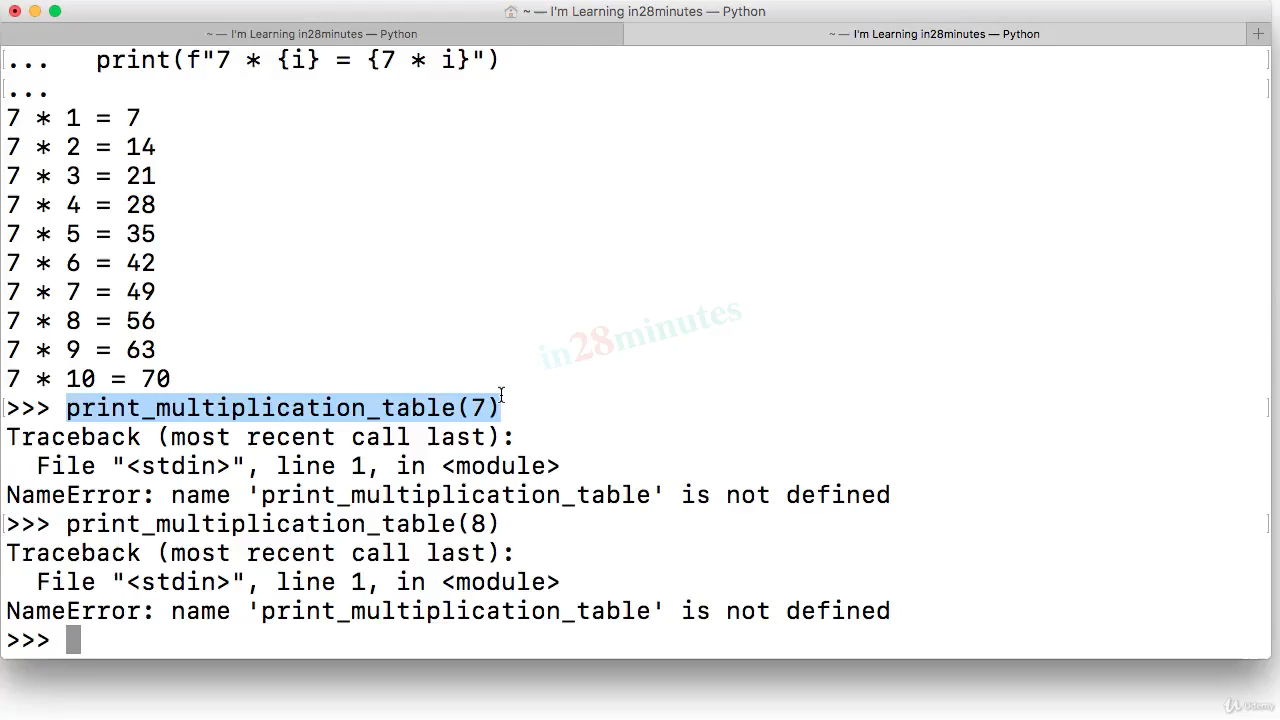 ~ — I'm Learning in28minutes — Python
~ — I'm Learning in28minutes — Python
~ — I'm Learning in28minutes — Python
...   print(f"7 * {i} = {7 * i}")
...
7 * 1 = 7
7 * 2 = 14
7 * 3 = 21
7 * 4 = 28
7 * 5 = 35
7 * 6 = 42
7 * 7 = 49
7 * 8 = 56
7 * 9 = 63
7 * 10 = 70
>>> print_multiplication_table(7)
Traceback (most recent call last):
  File "<stdin>", line 1, in <module>
NameError: name 'print_multiplication_table' is not defined
>>> print_multiplication_table(8)
Traceback (most recent call last):
  File "<stdin>", line 1, in <module>
NameError: name 'print_multiplication_table' is not defined
>>>
in28minutes
Udemy